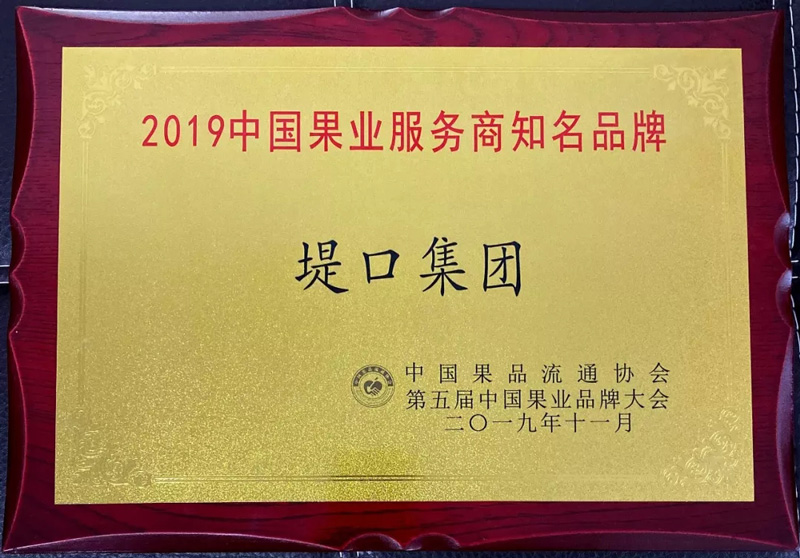 2019中国果业服务商知名品牌
堤口集团
中国果品流通协会
第五届中国果业品牌大会
二〇一九年十一月